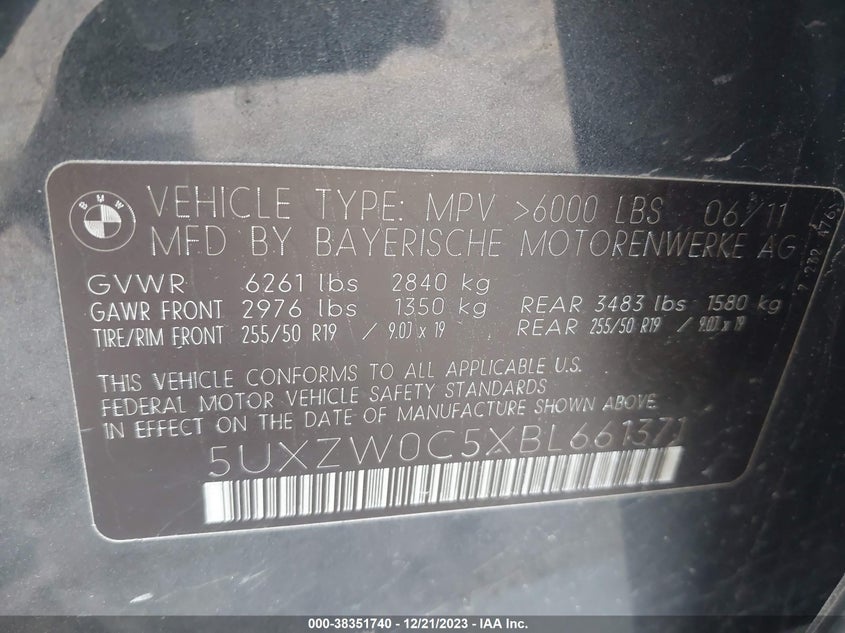 BMW
VEHICLE TYPE: MPV >6000 LBS 06/11
MFD BY BAYERISCHE MOTORENWERKE AG
GVWR 6261 lbs 2840 kg
GAWR FRONT 2976 lbs 1350 kg REAR 3483 lbs 1580 kg
TIRE/RIM FRONT 255/50 R19 / 9.0J x 19 REAR 255/50 R19 / 9.0J x 19
THIS VEHICLE CONFORMS TO ALL APPLICABLE U.S.
FEDERAL MOTOR VEHICLE SAFETY STANDARDS
IN EFFECT ON THE DATE OF MANUFACTURE SHOWN ABOVE.
5UXZW0C5XBL661371
000-38351740 - 12/21/2023 - IAA Inc.